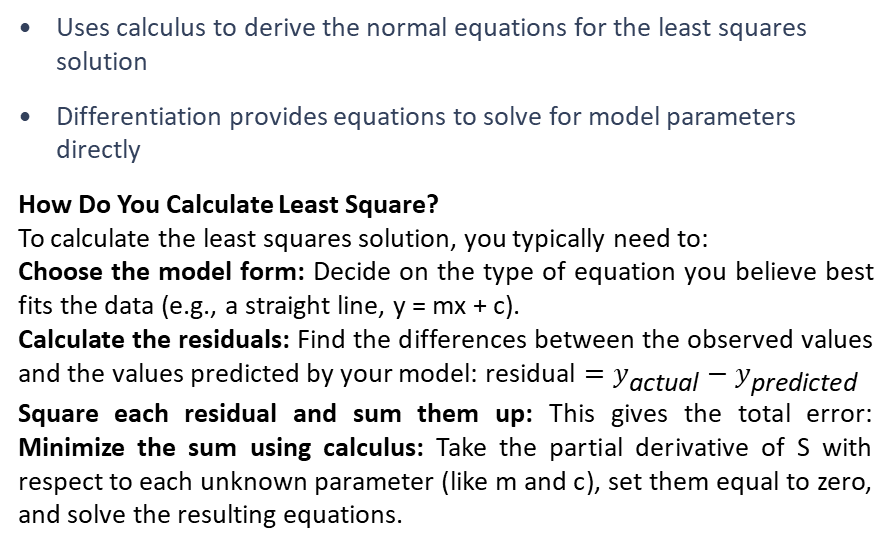 • Uses calculus to derive the normal equations for the least squares
solution
• Differentiation provides equations to solve for model parameters
directly
How Do You Calculate Least Square?
To calculate the least squares solution, you typically need to:
Choose the model form: Decide on the type of equation you believe best
fits the data (e.g., a straight line, y = mx + c).
Calculate the residuals: Find the differences between the observed values
and the values predicted by your model: residual = y_actual − y_predicted
Square each residual and sum them up: This gives the total error:
Minimize the sum using calculus: Take the partial derivative of S with
respect to each unknown parameter (like m and c), set them equal to zero,
and solve the resulting equations.